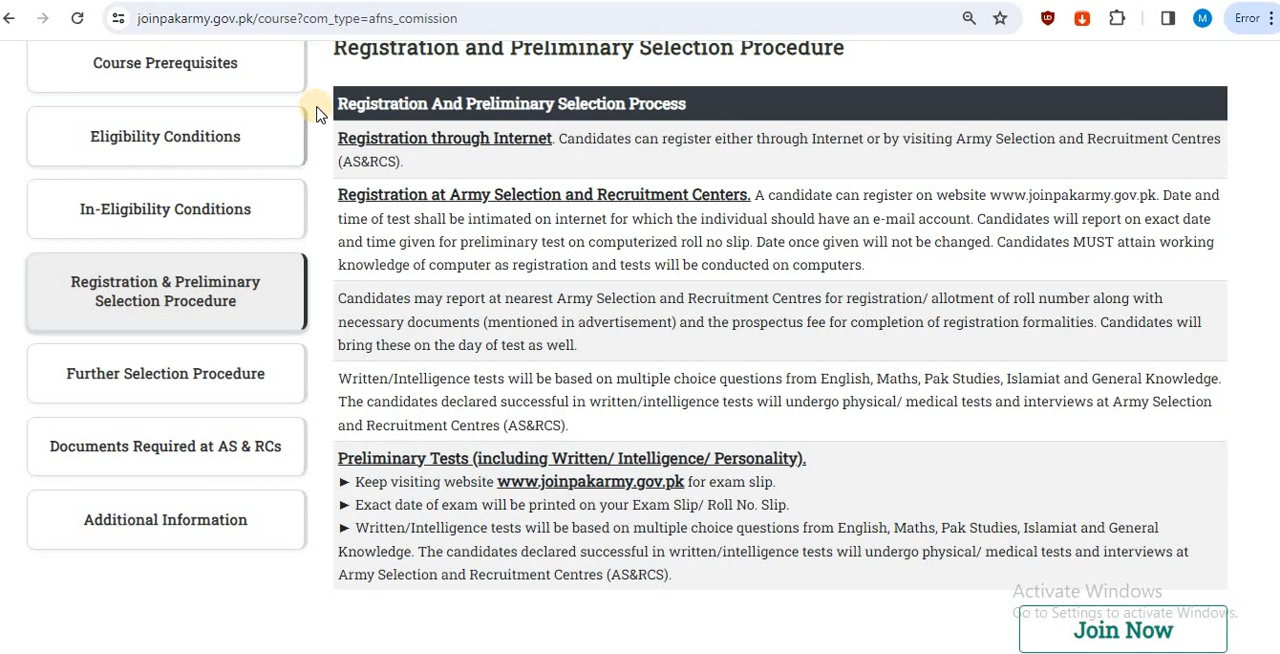 joinpakarmy.gov.pk/course?com_type=afns_comission
M
Error
Course Prerequisites
Eligibility Conditions
In-Eligibility Conditions
Registration & Preliminary
Selection Procedure
Further Selection Procedure
Documents Required at AS & RCs
Additional Information
Registration and Preliminary Selection Procedure
Registration And Preliminary Selection Process
Registration through Internet. Candidates can register either through Internet or by visiting Army Selection and Recruitment Centres
(AS&RCS).
Registration at Army Selection and Recruitment Centers. A candidate can register on website www.joinpakarmy.gov.pk. Date and
time of test shall be intimated on internet for which the individual should have an e-mail account. Candidates will report on exact date
and time given for preliminary test on computerized roll no slip. Date once given will not be changed. Candidates MUST attain working
knowledge of computer as registration and tests will be conducted on computers.
Candidates may report at nearest Army Selection and Recruitment Centres for registration/ allotment of roll number along with
necessary documents (mentioned in advertisement) and the prospectus fee for completion of registration formalities. Candidates will
bring these on the day of test as well.
Written/Intelligence tests will be based on multiple choice questions from English, Maths, Pak Studies, Islamiat and General Knowledge.
The candidates declared successful in written/intelligence tests will undergo physical/ medical tests and interviews at Army Selection
and Recruitment Centres (AS&RCS).
Preliminary Tests (including Written/ Intelligence/ Personality).
► Keep visiting website www.joinpakarmy.gov.pk for exam slip.
► Exact date of exam will be printed on your Exam Slip/ Roll No. Slip.
► Written/Intelligence tests will be based on multiple choice questions from English, Maths, Pak Studies, Islamiat and General
Knowledge. The candidates declared successful in written/intelligence tests will undergo physical/ medical tests and interviews at
Army Selection and Recruitment Centres (AS&RCS).
Activate Windows
Go to Settings to activate Windows.
Join Now